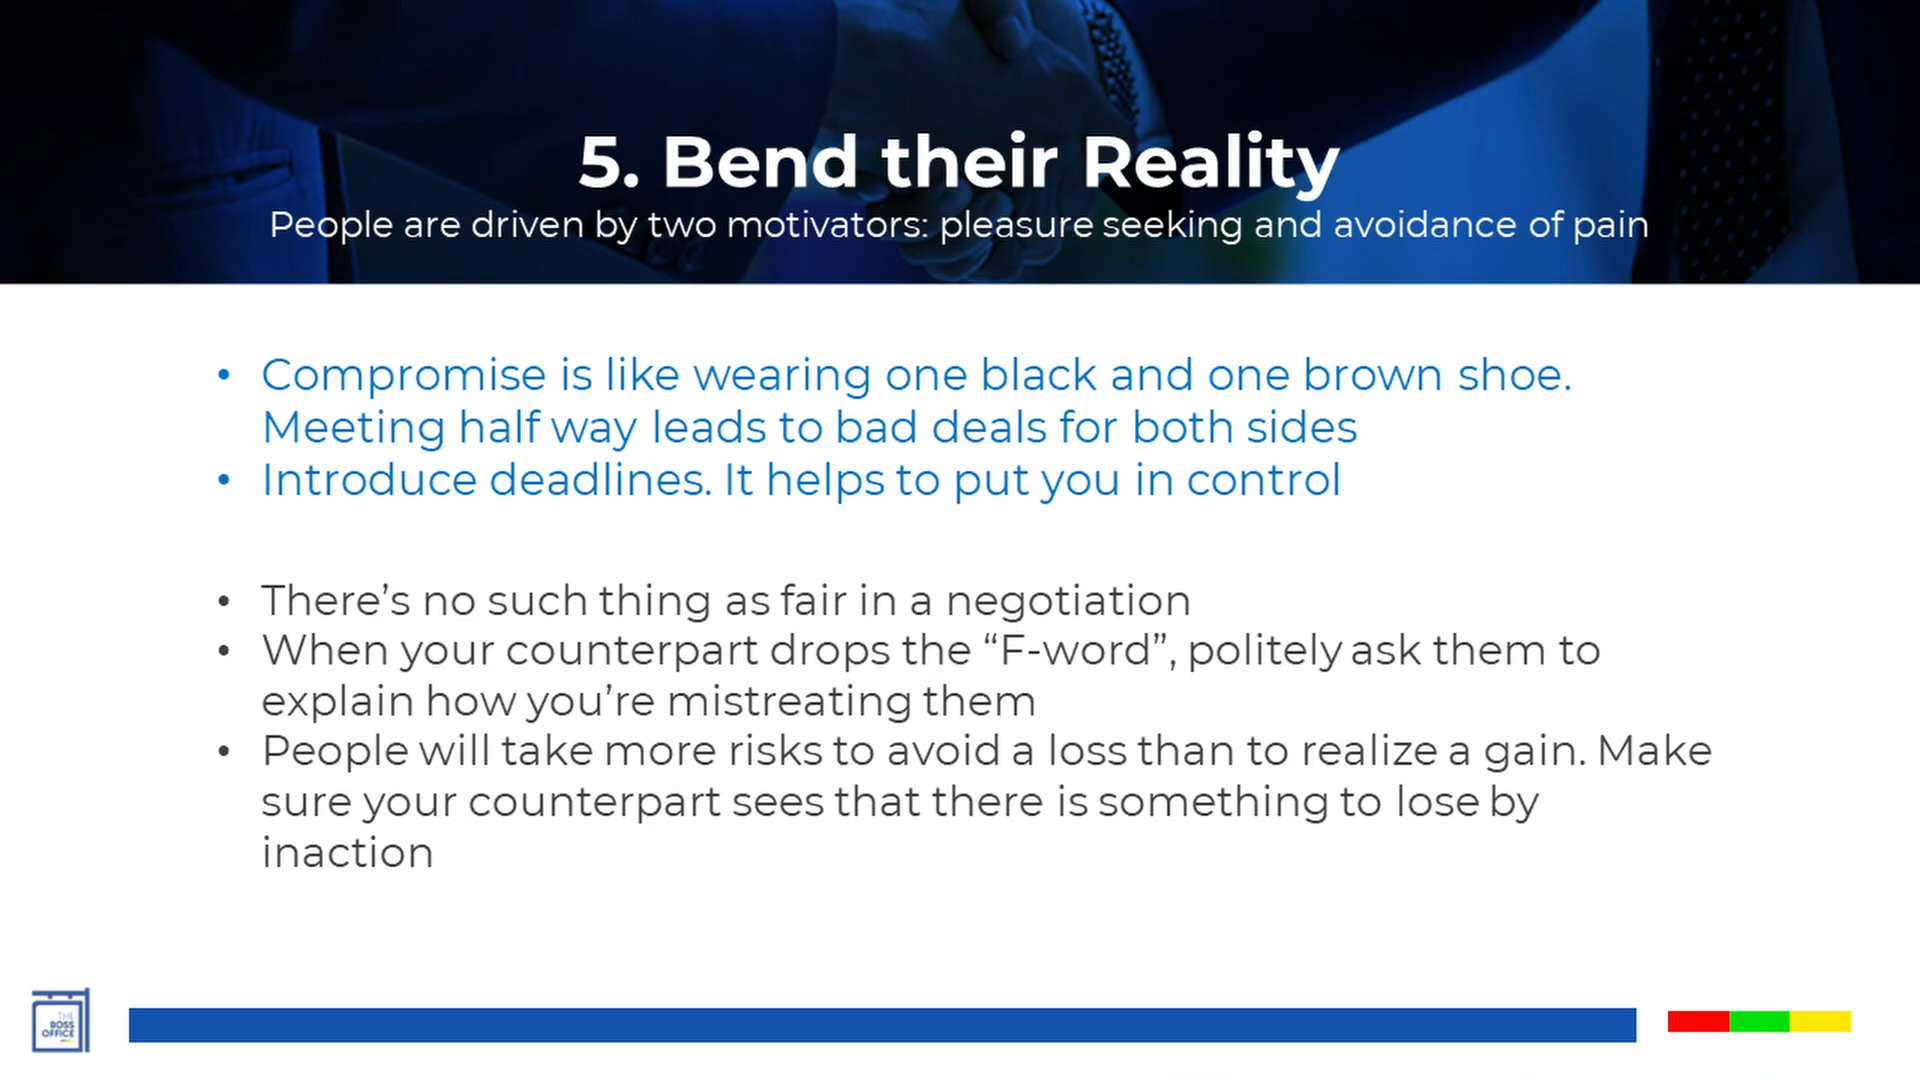 5. Bend their Reality
People are driven by two motivators: pleasure seeking and avoidance of pain
• Compromise is like wearing one black and one brown shoe.
Meeting half way leads to bad deals for both sides
• Introduce deadlines. It helps to put you in control
• There’s no such thing as fair in a negotiation
• When your counterpart drops the “F-word”, politely ask them to
explain how you’re mistreating them
• People will take more risks to avoid a loss than to realize a gain. Make
sure your counterpart sees that there is something to lose by
inaction
THE
BOSS
OFFICE